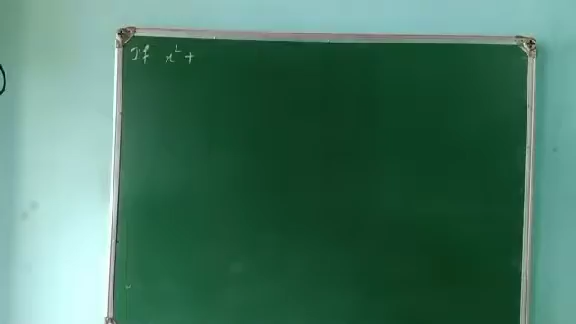 If x² +